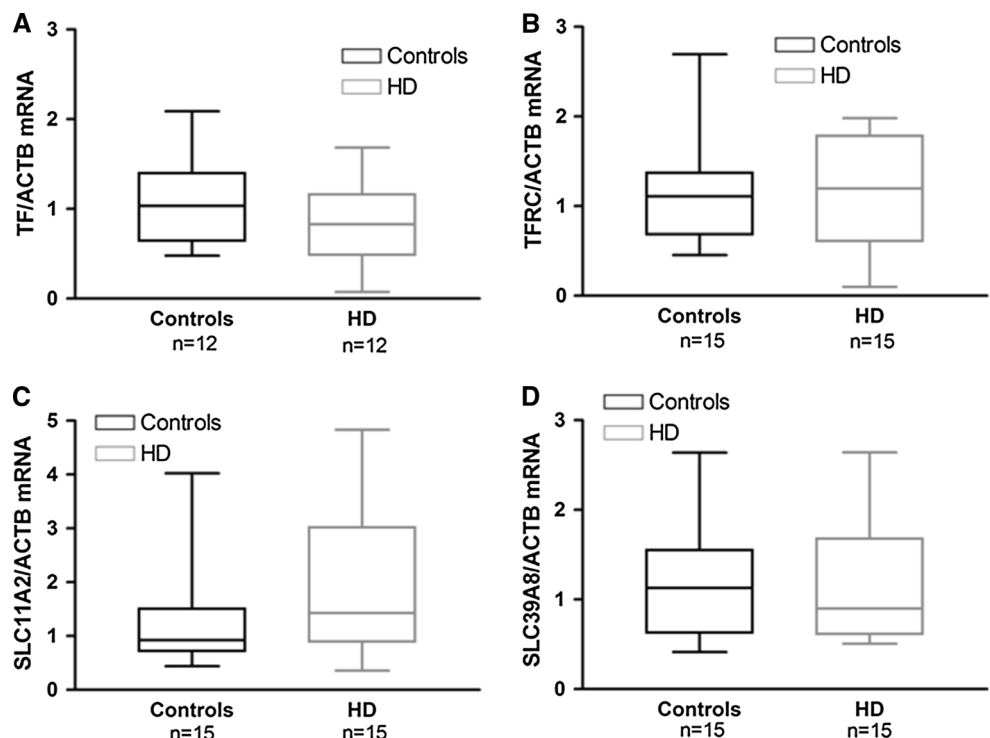 A
TF/ACTB mRNA
3
2
1
0
Controls
HD
Controls
n=12
HD
n=12
B
TFRC/ACTB mRNA
3
2
1
0
Controls
HD
Controls
n=15
HD
n=15
C
SLC11A2/ACTB mRNA
5
4
3
2
1
0
Controls
HD
Controls
n=15
HD
n=15
D
SLC39A8/ACTB mRNA
3
2
1
0
Controls
HD
Controls
n=15
HD
n=15